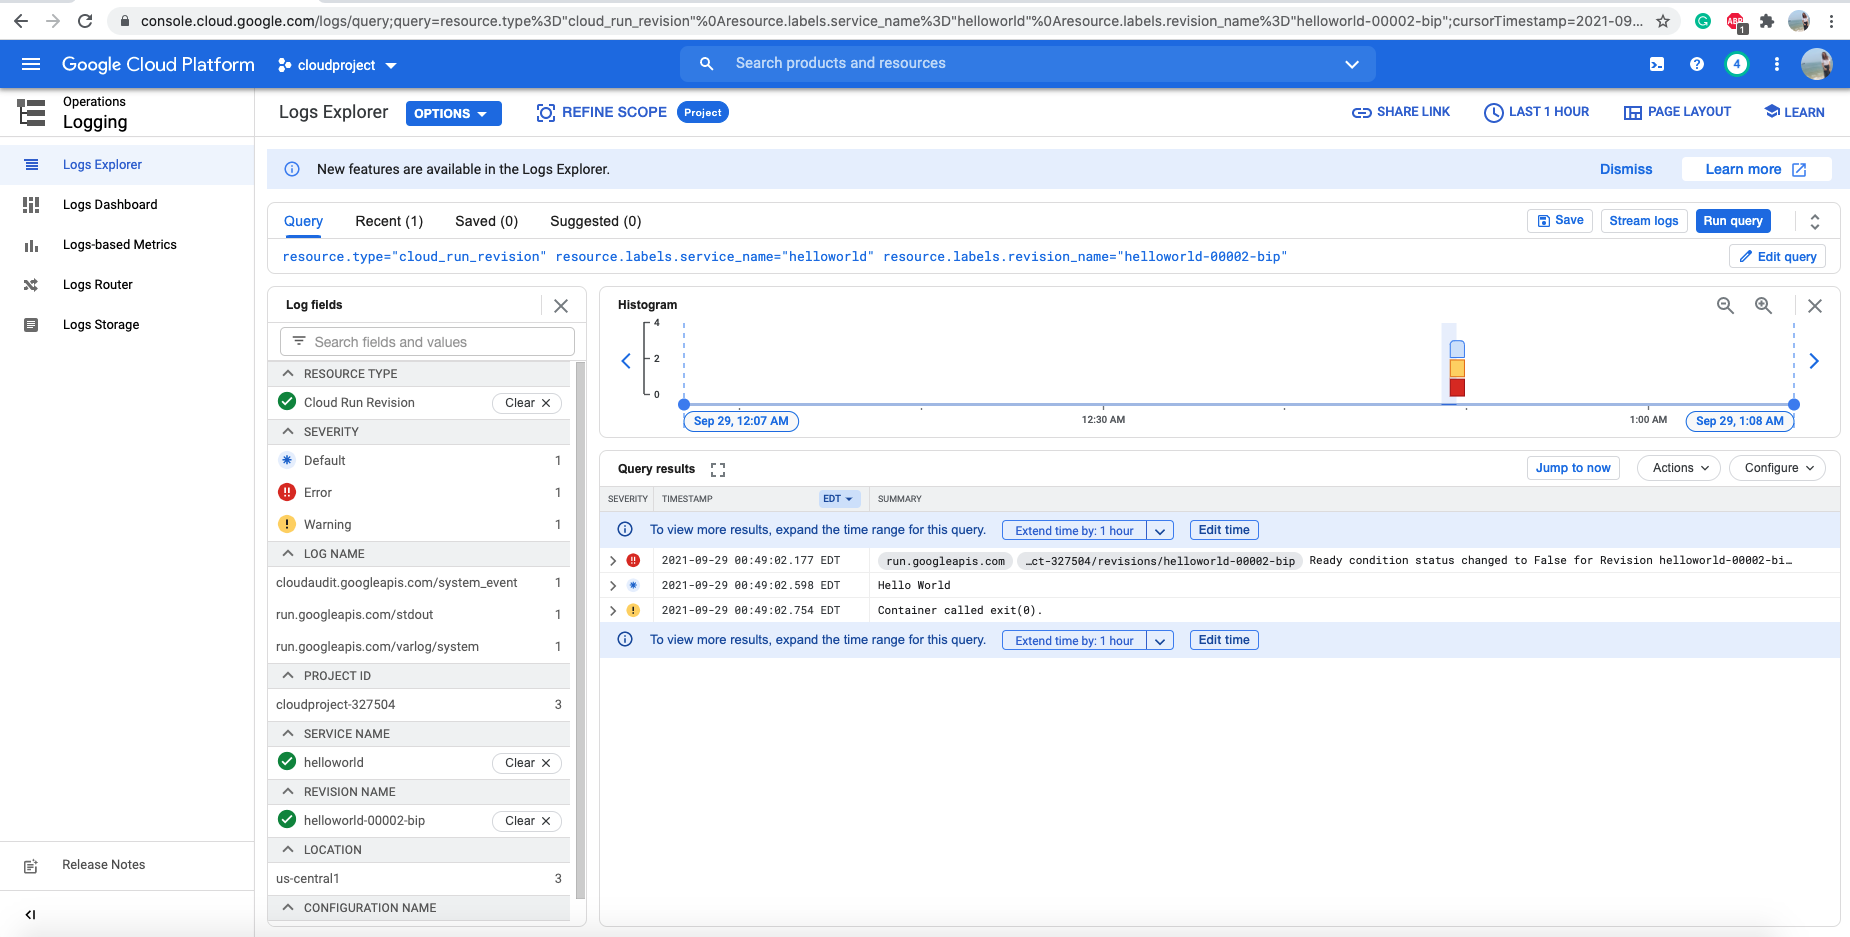 console.cloud.google.com/logs/query;query=resource.type%3D"cloud_run_revision"%0Aresource.labels.service_name%3D"helloworld"%0Aresource.labels.revision_name%3D"helloworld-00002-bip";cursorTimestamp=2021-09...
ABP
1
Google Cloud Platform
cloudproject
Search products and resources
4
Operations
Logging
Logs Explorer
OPTIONS
REFINE SCOPE
Project
SHARE LINK
LAST 1 HOUR
PAGE LAYOUT
LEARN
Logs Explorer
Logs Dashboard
Logs-based Metrics
Logs Router
Logs Storage
Release Notes
New features are available in the Logs Explorer.
Dismiss
Learn more
Query
Recent (1)
Saved (0)
Suggested (0)
Save
Stream logs
Run query
resource.type="cloud_run_revision" resource.labels.service_name="helloworld" resource.labels.revision_name="helloworld-00002-bip"
Edit query
Log fields
Search fields and values
RESOURCE TYPE
Cloud Run Revision
Clear
SEVERITY
Default 1
Error 1
Warning 1
LOG NAME
cloudaudit.googleapis.com/system_event 1
run.googleapis.com/stdout 1
run.googleapis.com/varlog/system 1
PROJECT ID
cloudproject-327504 3
SERVICE NAME
helloworld
Clear
REVISION NAME
helloworld-00002-bip
Clear
LOCATION
us-central1 3
CONFIGURATION NAME
Histogram
4
2
0
Sep 29, 12:07 AM
12:30 AM
1:00 AM
Sep 29, 1:08 AM
Query results
Jump to now
Actions
Configure
SEVERITY
TIMESTAMP
EDT
SUMMARY
To view more results, expand the time range for this query.
Extend time by: 1 hour
Edit time
2021-09-29 00:49:02.177 EDT run.googleapis.com …ct-327504/revisions/helloworld-00002-bip Ready condition status changed to False for Revision helloworld-00002-bi…
2021-09-29 00:49:02.598 EDT Hello World
2021-09-29 00:49:02.754 EDT Container called exit(0).
To view more results, expand the time range for this query.
Extend time by: 1 hour
Edit time